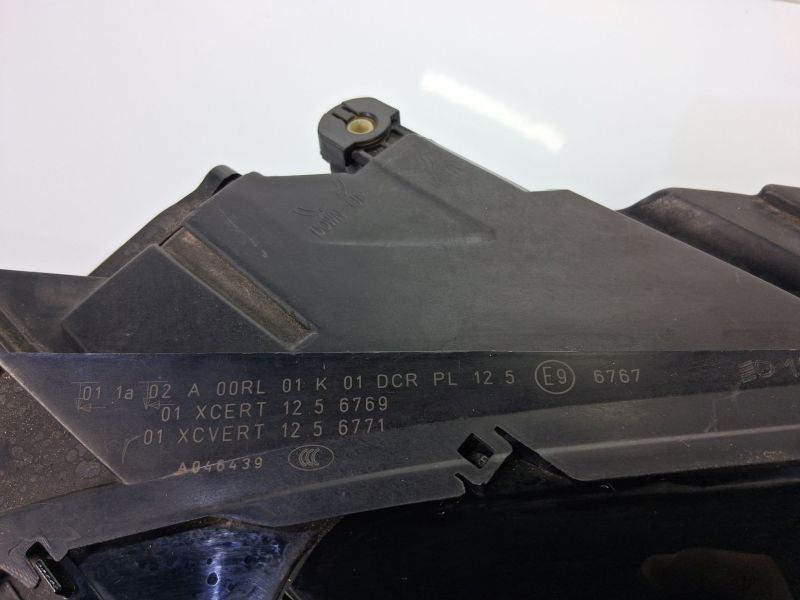 01 1a 02 A 00RL 01 K 01 DCR PL 12.5 E9 6767
01 XCERT 12.5 6769
01 XCVERT 12.5 6771
A046439 CCC